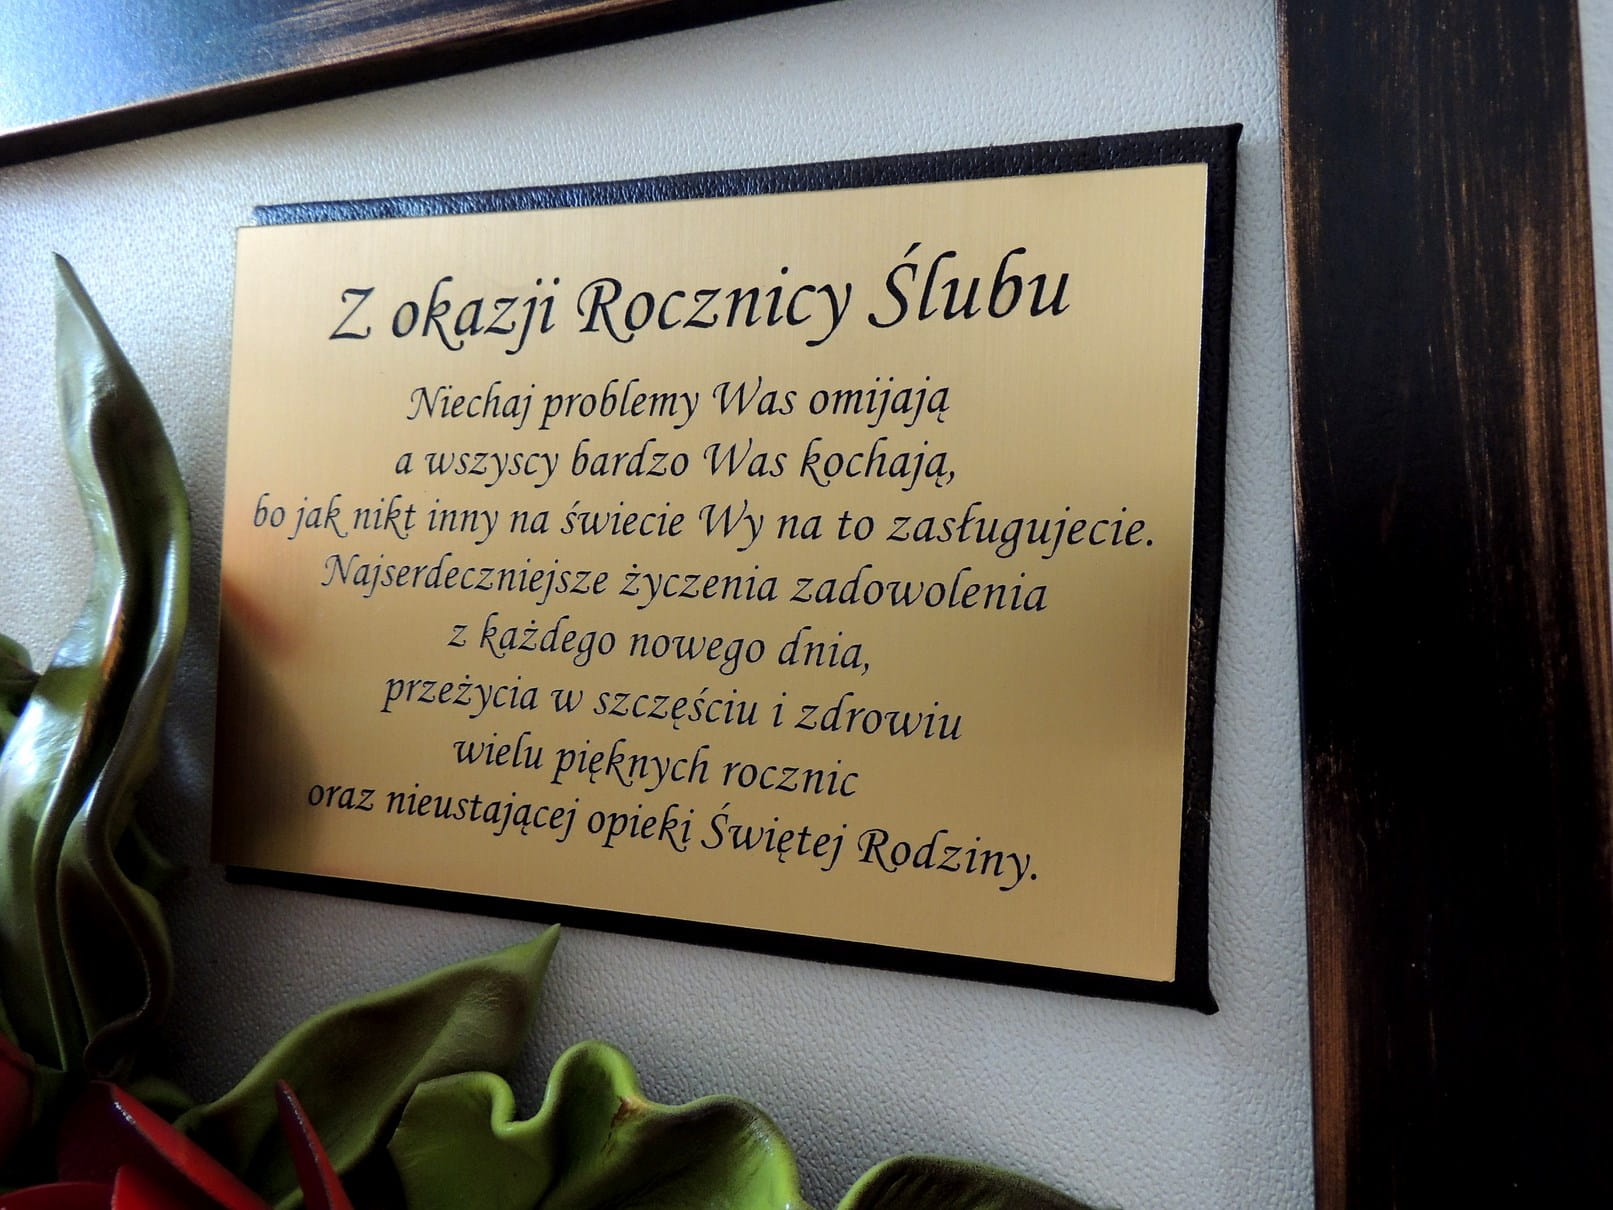 Z okazji Rocznicy Ślubu
Niechaj problemy Was omijają
a wszyscy bardzo Was kochają,
bo jak nikt inny na świecie Wy na to zasługujecie.
Najserdeczniejsze życzenia zadowolenia
z każdego nowego dnia,
przeżycia w szczęściu i zdrowiu
wielu pięknych rocznic
oraz nieustającej opieki Świętej Rodziny.